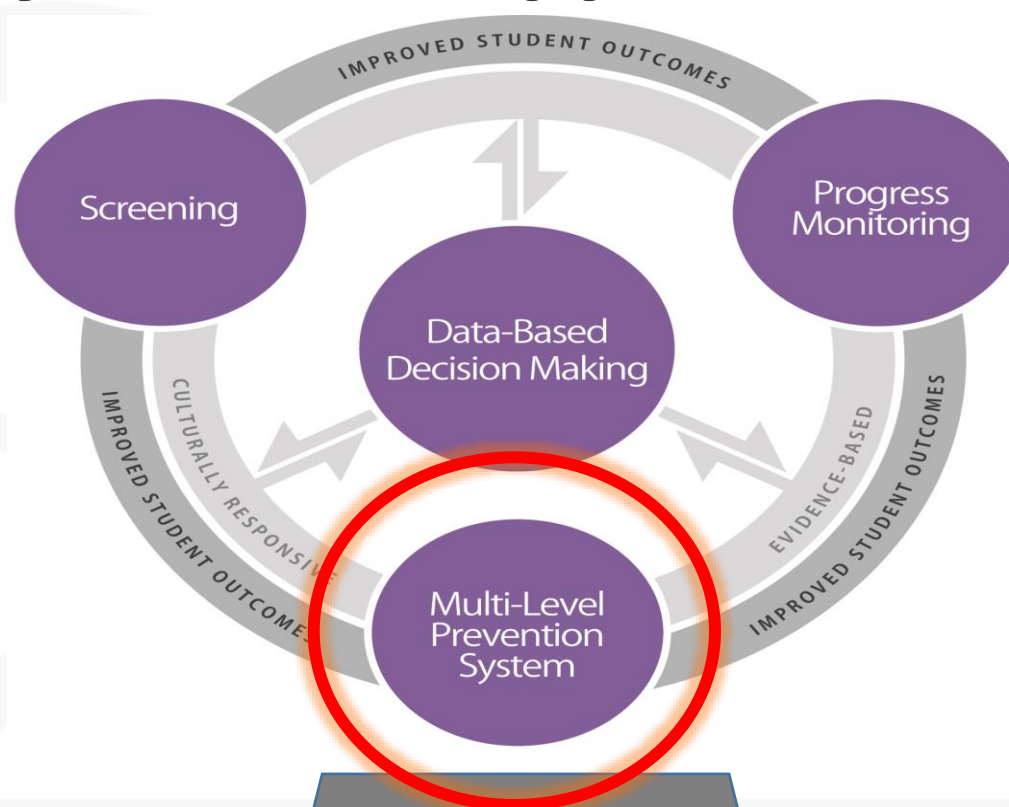 IMPROVED STUDENT OUTCOMES
Screening
Progress
Monitoring
Data-Based
Decision Making
CULTURALLY RESPONSIVE
EVIDENCE-BASED
IMPROVED STUDENT OUTCOMES
IMPROVED STUDENT OUTCOMES
Multi-Level
Prevention
System